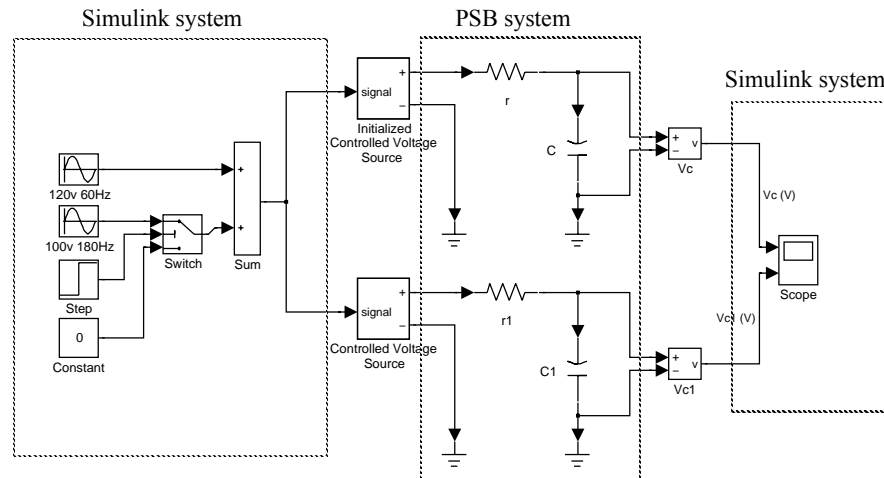 Simulink system
PSB system
Simulink system
signal
+
−
Initialized
Controlled Voltage
Source
r
C
+
−
v
Vc
Vc (V)
120v 60Hz
100v 180Hz
Switch
Step
0
Constant
+
+
Sum
signal
+
−
Controlled Voltage
Source
r1
C1
+
−
v
Vc1
Vc1 (V)
Scope